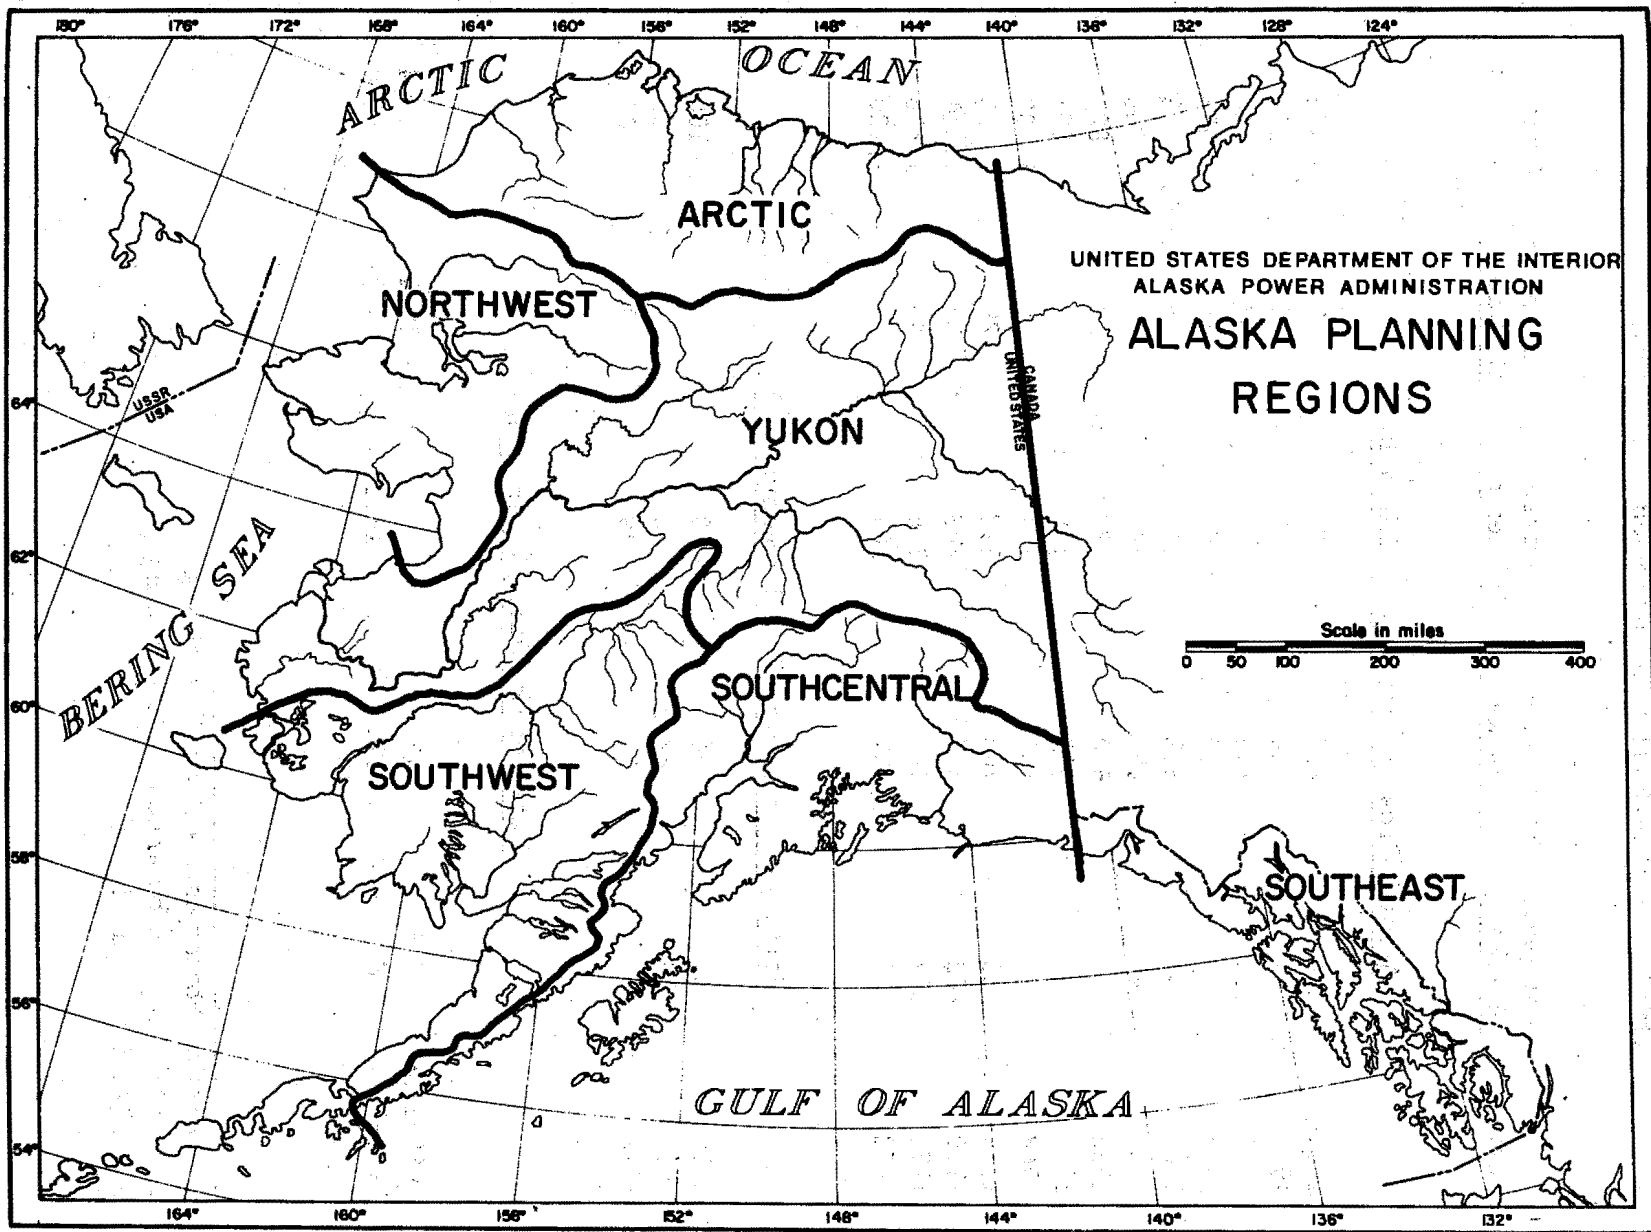 180° 176° 172° 168° 164° 160° 156° 152° 148° 144° 140° 136° 132° 128° 124°
ARCTIC OCEAN
ARCTIC
UNITED STATES DEPARTMENT OF THE INTERIOR
ALASKA POWER ADMINISTRATION
ALASKA PLANNING
REGIONS
NORTHWEST
CANADA
UNITED STATES
USSR
USA
64°
YUKON
62°
BERING SEA
Scale in miles
0 50 100 200 300 400
SOUTHCENTRAL
60°
SOUTHWEST
58°
SOUTHEAST
56°
GULF OF ALASKA
54°
164° 160° 156° 152° 148° 144° 140° 136° 132°